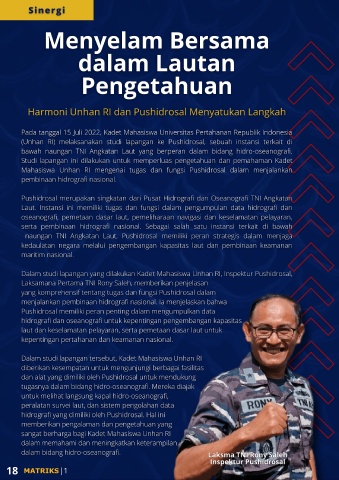 Sinergi
Menyelam Bersama
dalam Lautan
Pengetahuan
Harmoni Unhan RI dan Pushidrosal Menyatukan Langkah
Pada tanggal 15 Juli 2022, Kadet Mahasiswa Universitas Pertahanan Republik Indonesia
(Unhan RI) melaksanakan studi lapangan ke Pushidrosal, sebuah instansi terkait di
bawah naungan TNI Angkatan Laut yang berperan dalam bidang hidro-oseanografi.
Studi lapangan ini dilakukan untuk memperluas pengetahuan dan pemahaman Kadet
Mahasiswa Unhan RI mengenai tugas dan fungsi Pushidrosal dalam menjalankan
pembinaan hidrografi nasional.
Pushidrosal merupakan singkatan dari Pusat Hidrografi dan Oseanografi TNI Angkatan
Laut. Instansi ini memiliki tugas dan fungsi dalam pengumpulan data hidrografi dan
oseanografi, pemetaan dasar laut, pemeliharaan navigasi dan keselamatan pelayaran,
serta pembinaan hidrografi nasional. Sebagai salah satu instansi terkait di bawah
naungan TNI Angkatan Laut, Pushidrosal memiliki peran strategis dalam menjaga
kedaulatan negara melalui pengembangan kapasitas laut dan pembinaan keamanan
maritim nasional.
Dalam studi lapangan yang dilakukan Kadet Mahasiswa Unhan RI, Inspektur Pushidrosal,
Laksamana Pertama TNI Rony Saleh, memberikan penjelasan
yang komprehensif tentang tugas dan fungsi Pushidrosal dalam
menjalankan pembinaan hidrografi nasional. Ia menjelaskan bahwa
Pushidrosal memiliki peran penting dalam mengumpulkan data
hidrografi dan oseanografi untuk kepentingan pengembangan kapasitas
laut dan keselamatan pelayaran, serta pemetaan dasar laut untuk
kepentingan pertahanan dan keamanan nasional.
Dalam studi lapangan tersebut, Kadet Mahasiswa Unhan RI
diberikan kesempatan untuk mengunjungi berbagai fasilitas
dan alat yang dimiliki oleh Pushidrosal untuk mendukung
tugasnya dalam bidang hidro-oseanografi. Mereka diajak
untuk melihat langsung kapal hidro-oseanografi,
peralatan survei laut, dan sistem pengolahan data
hidrografi yang dimiliki oleh Pushidrosal. Hal ini
memberikan pengalaman dan pengetahuan yang
sangat berharga bagi Kadet Mahasiswa Unhan RI
dalam memahami dan meningkatkan keterampilan
dalam bidang hidro-oseanografi.
Laksma TNI Rony Saleh
Inspektur Pushidrosal
18 MATRIKS | 1